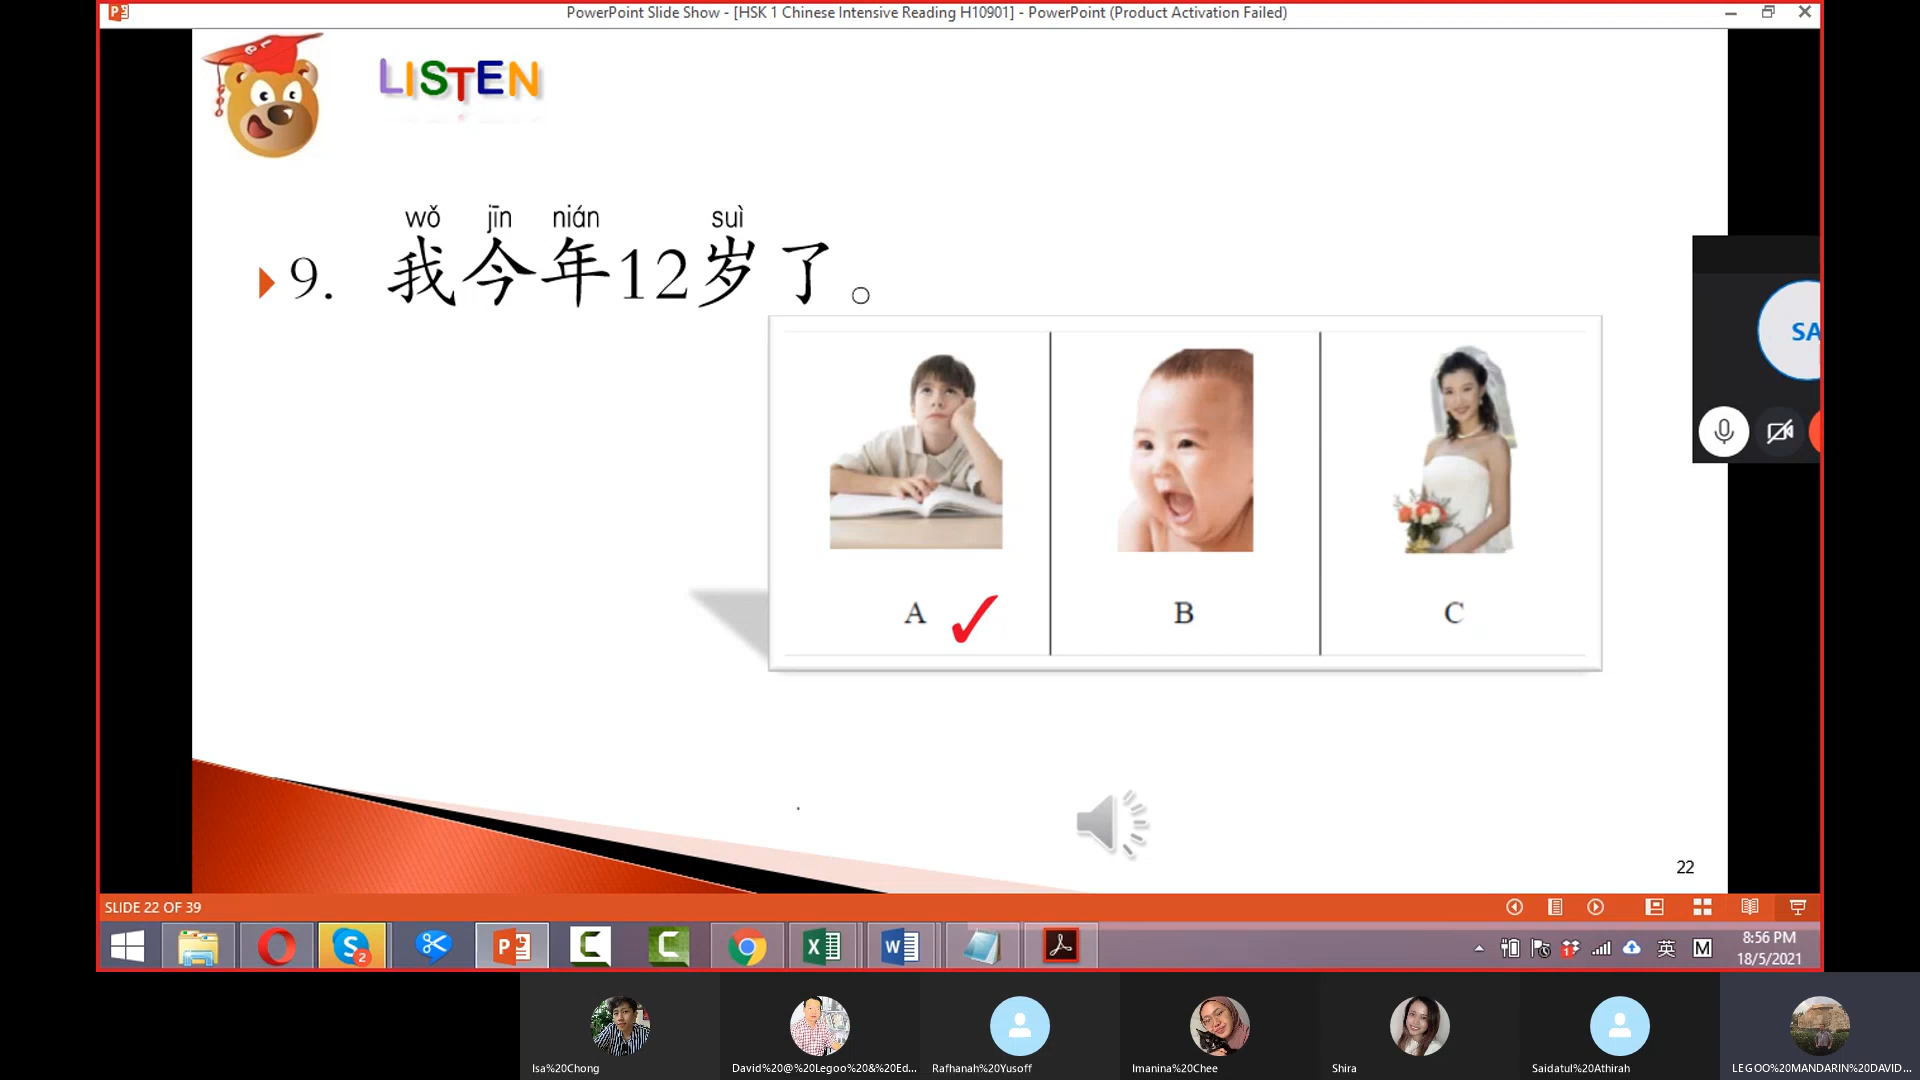 PowerPoint Slide Show - [HSK 1 Chinese Intensive Reading H10901] - PowerPoint (Product Activation Failed)
LISTEN
wǒ jīn nián suì
9. 我今年12岁了。
SA
A B C
22
SLIDE 22 OF 39
2
英 M
8:56 PM
18/5/2021
Isa%20Chong
David%20@%20Legoo%20&%20Ed...
Rafhanah%20Yusoff
Imanina%20Chee
Shira
Saidatul%20Athirah
LEGOO%20MANDARIN%20DAVID...